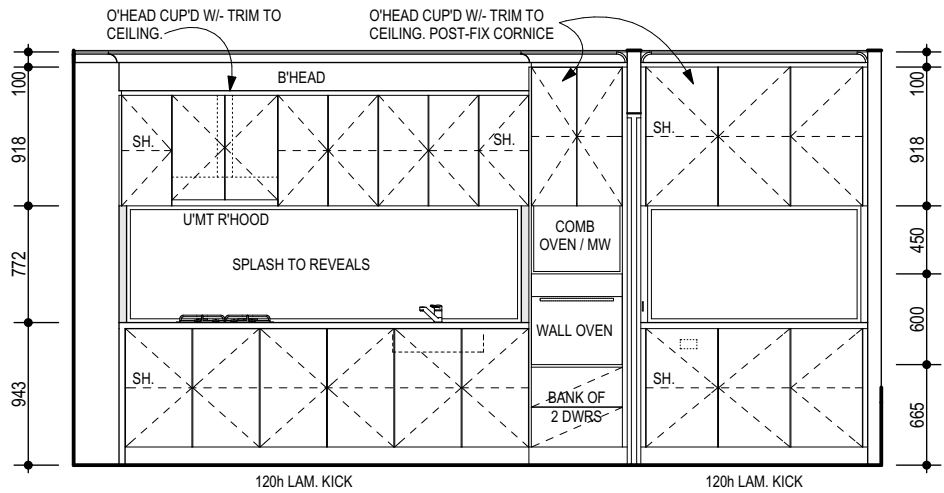 O'HEAD CUP'D W/- TRIM TO
CEILING.
O'HEAD CUP'D W/- TRIM TO
CEILING. POST-FIX CORNICE
B'HEAD
100
918
772
943
SH.
SH.
SH.
U'MT R'HOOD
SPLASH TO REVEALS
COMB
OVEN / MW
WALL OVEN
BANK OF
2 DWRS
SH.
SH.
100
918
450
600
665
120h LAM. KICK
120h LAM. KICK